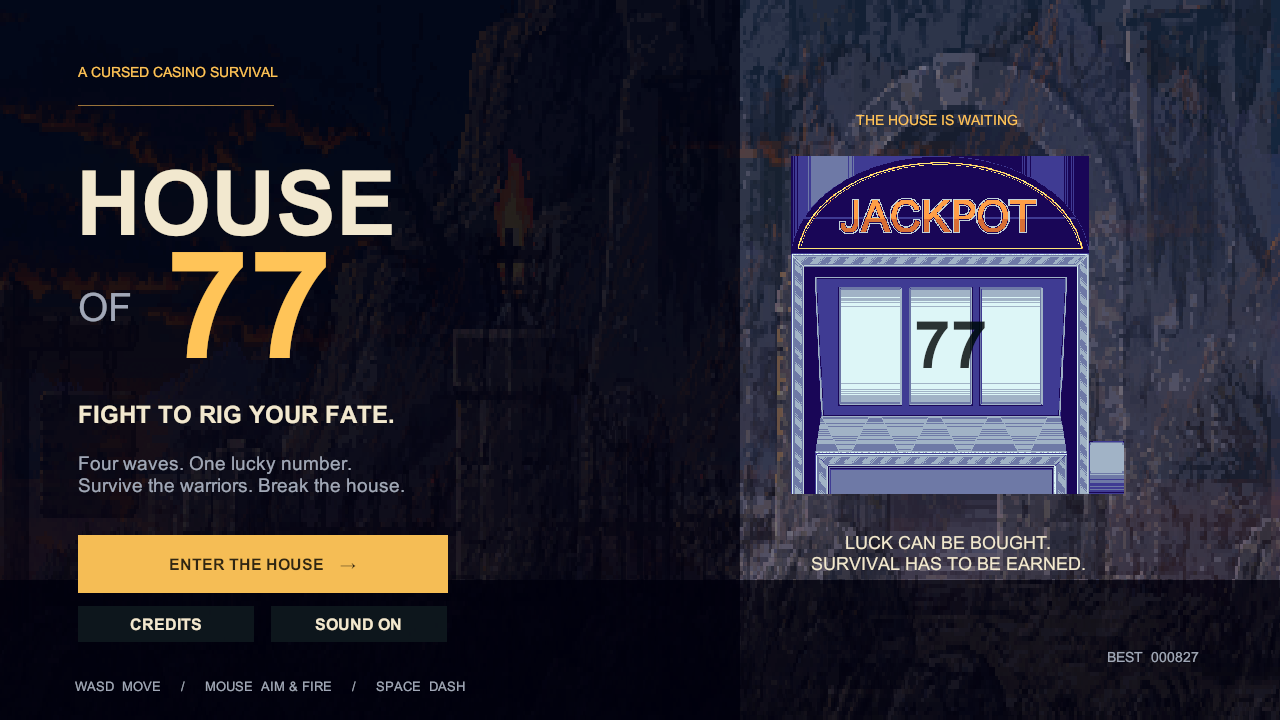 A CURSED CASINO SURVIVAL
HOUSE
OF 77
FIGHT TO RIG YOUR FATE.
Four waves. One lucky number.
Survive the warriors. Break the house.
ENTER THE HOUSE →
CREDITS
SOUND ON
WASD MOVE / MOUSE AIM & FIRE / SPACE DASH
THE HOUSE IS WAITING
JACKPOT
77
LUCK CAN BE BOUGHT.
SURVIVAL HAS TO BE EARNED.
BEST 000827